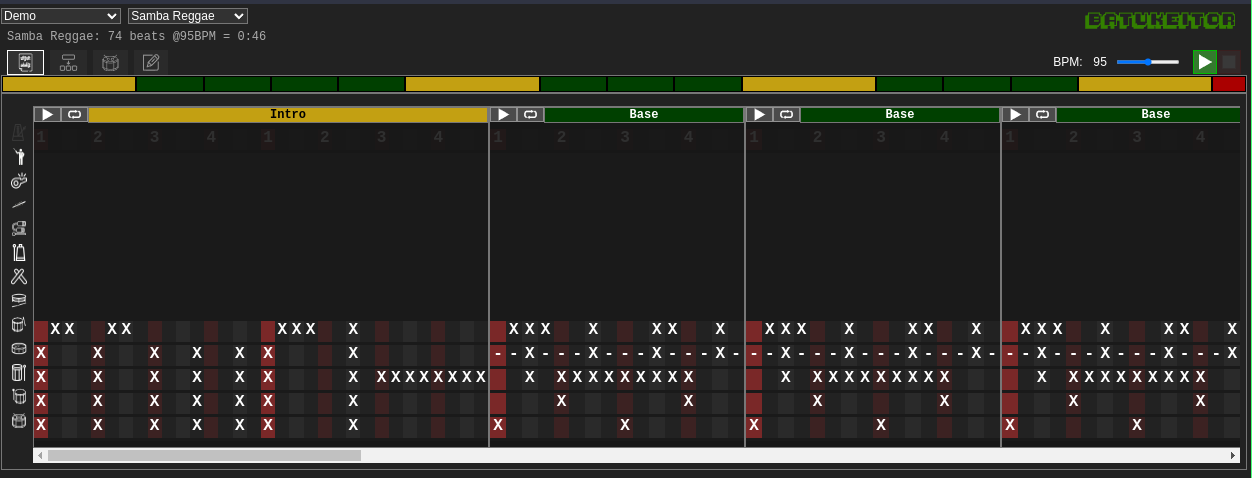 Demo Samba Reggae BATUKEITOR
Samba Reggae: 74 beats @95BPM = 0:46
BPM: 95
Intro Base Base Base
1 2 3 4 1 2 3 4 1 2 3 4 1 2 3 4 1 2 3 4
X X X X X X X X X X X X X X X X X X X X X X X X X X X X X
X X X X X X X - - X - - - X - - - X - - - X - - - X - - - X - - - X - - - X - - - X - - - X - - - X - - - X
X X X X X X X X X X X X X X X X X X X X X X X X X X X X X X X X X X X X X X X X X X X X X
X X X X X X X X X X X X X
X X X X X X X X X X X X X